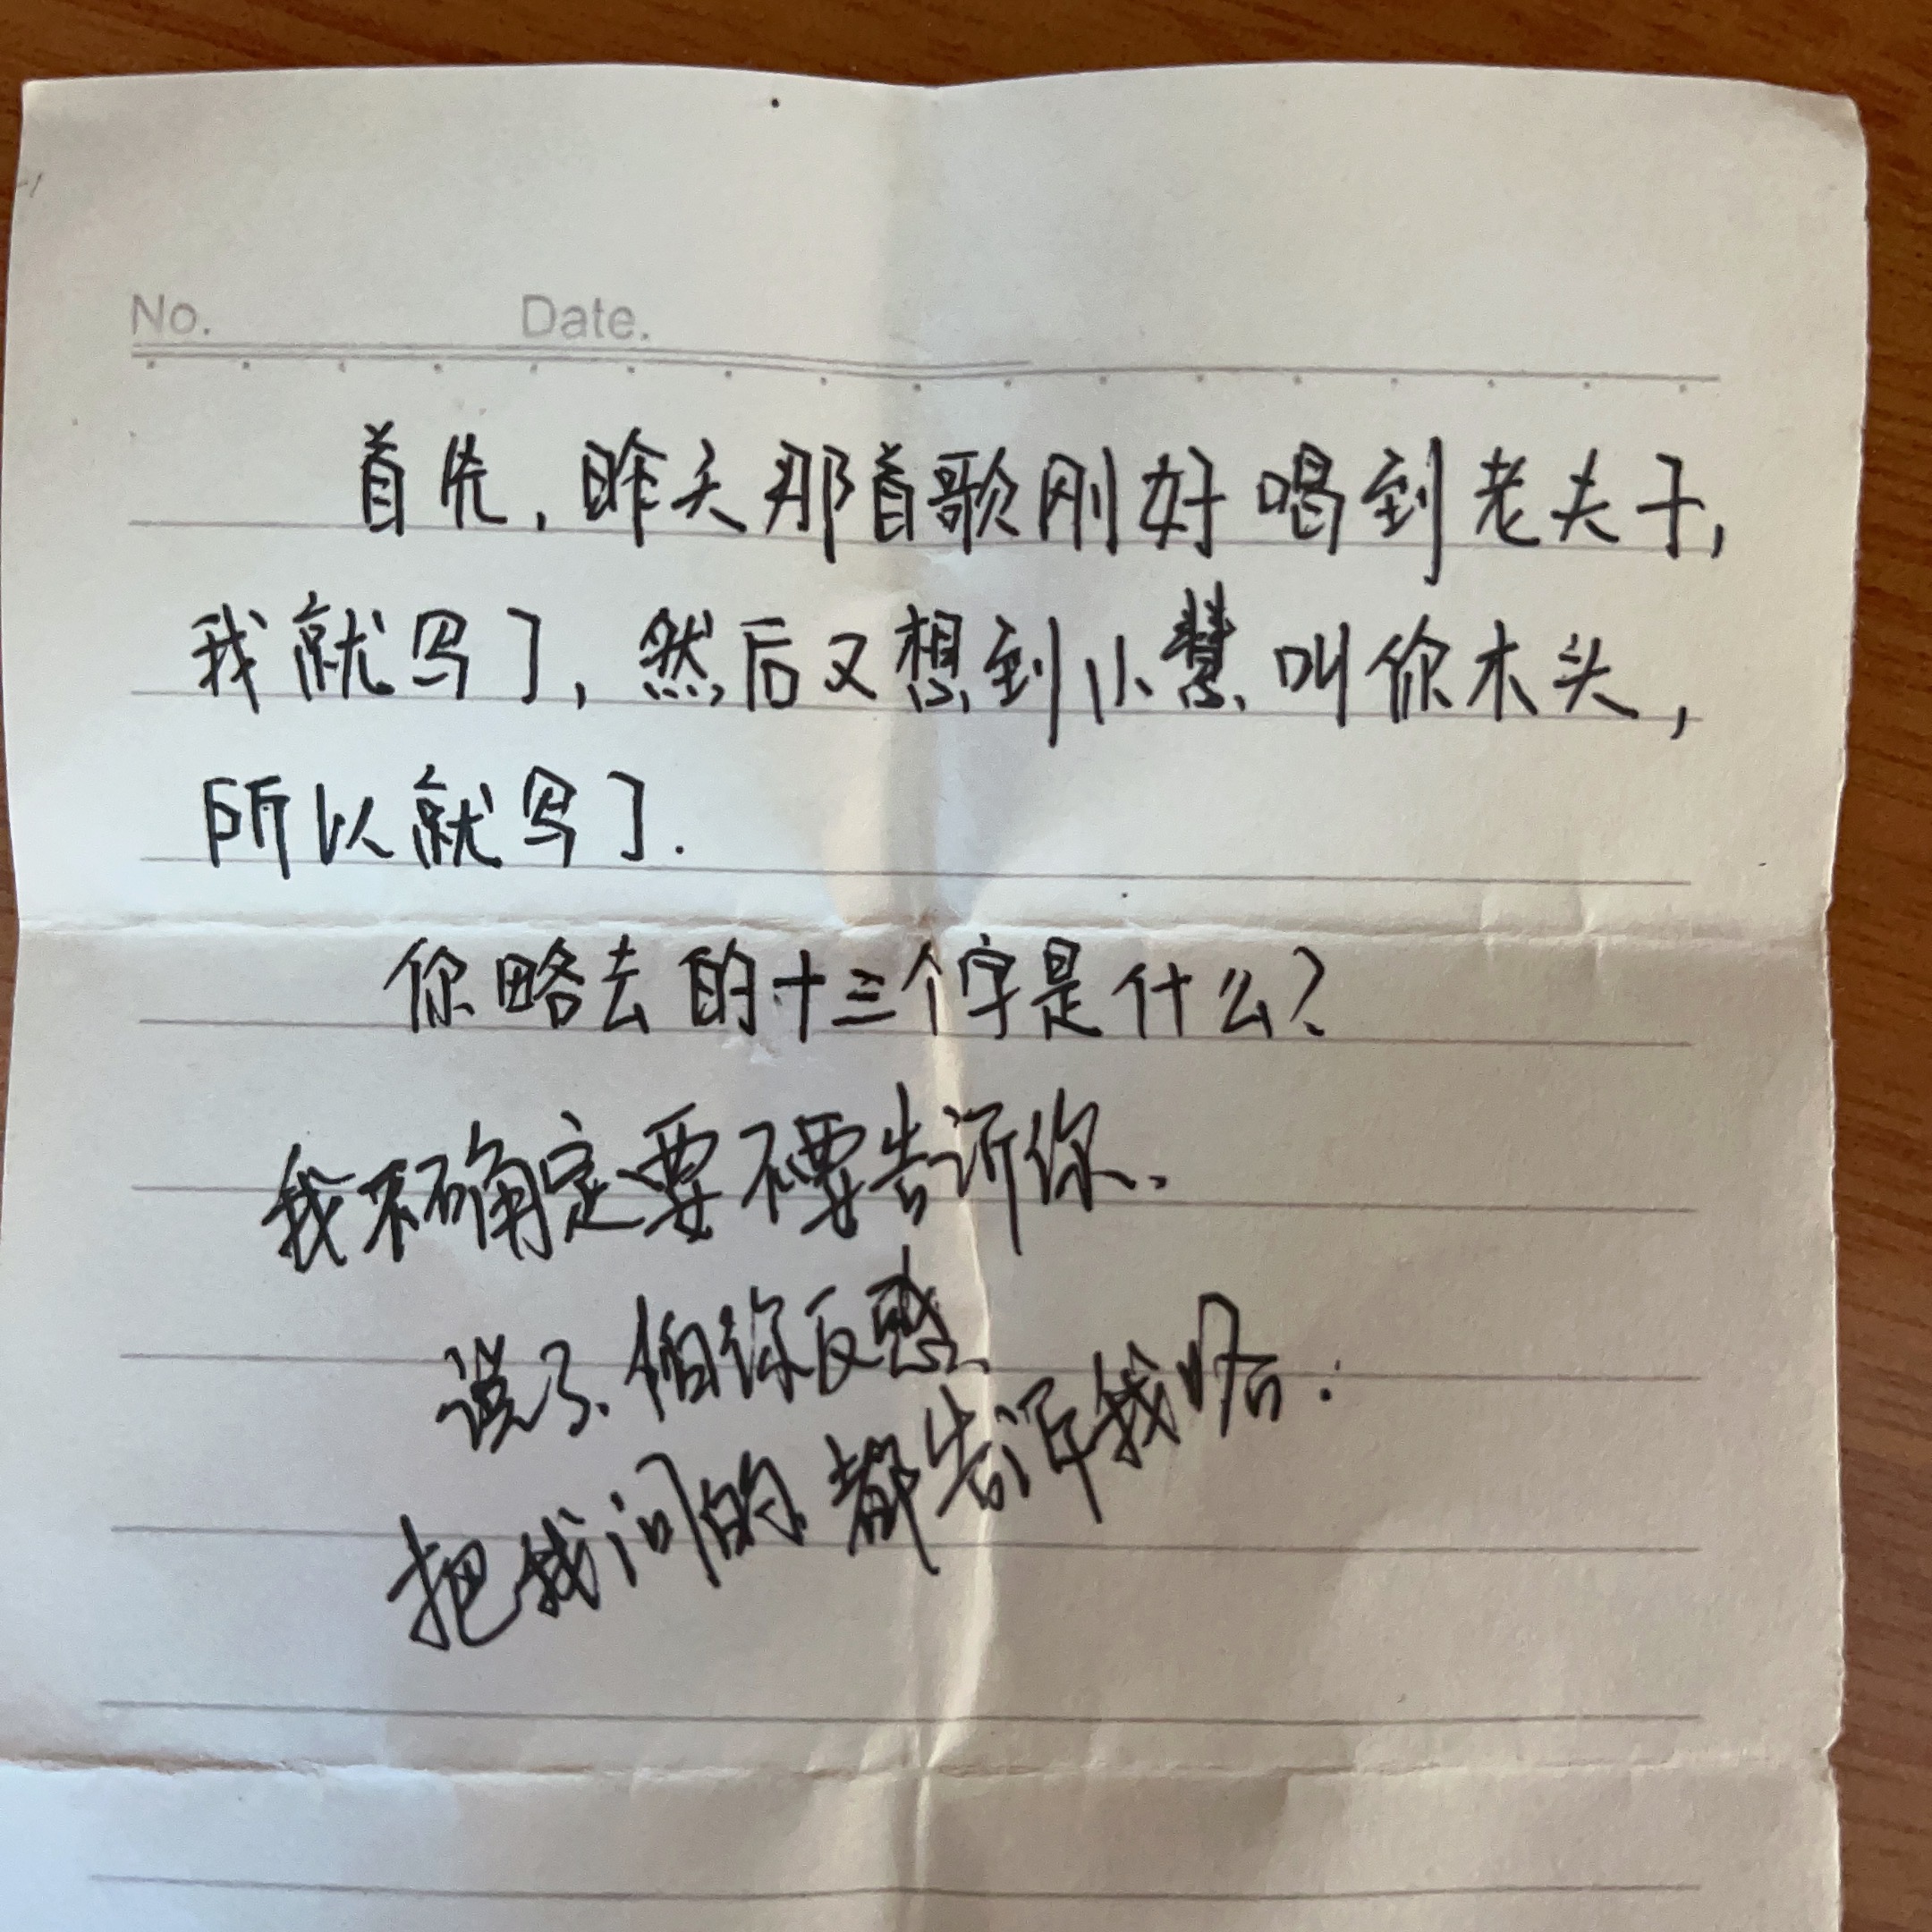 No. Date.
首先，昨天那首歌刚好唱到老夫子，
我就写了，然后又想到小慧叫你木头，
所以就写了.
你略去的十三个字是什么？
我不确定要不要告诉你、
说了、怕你反感、
把我问的都告诉我哈.